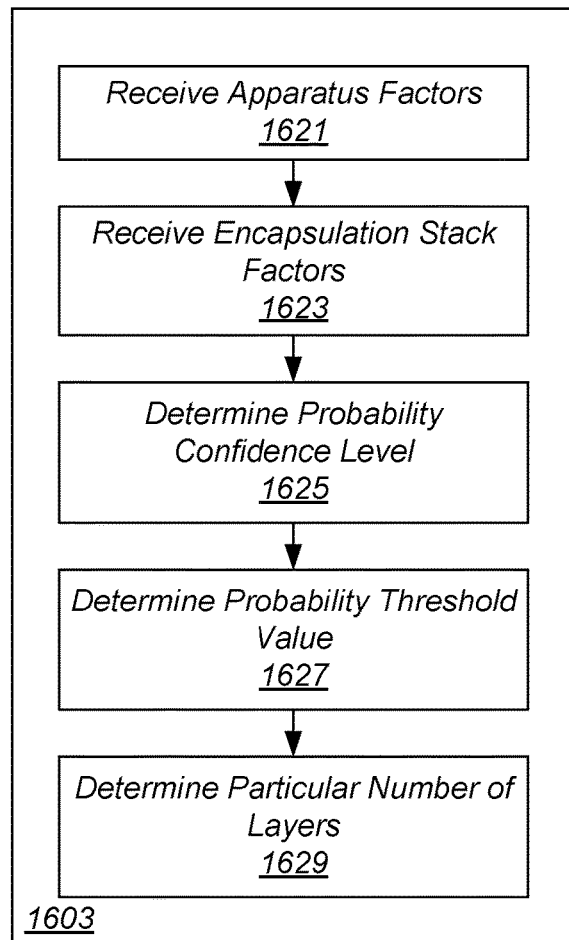 Receive Apparatus Factors
1621
Receive Encapsulation Stack
Factors
1623
Determine Probability
Confidence Level
1625
Determine Probability Threshold
Value
1627
Determine Particular Number of
Layers
1629
1603